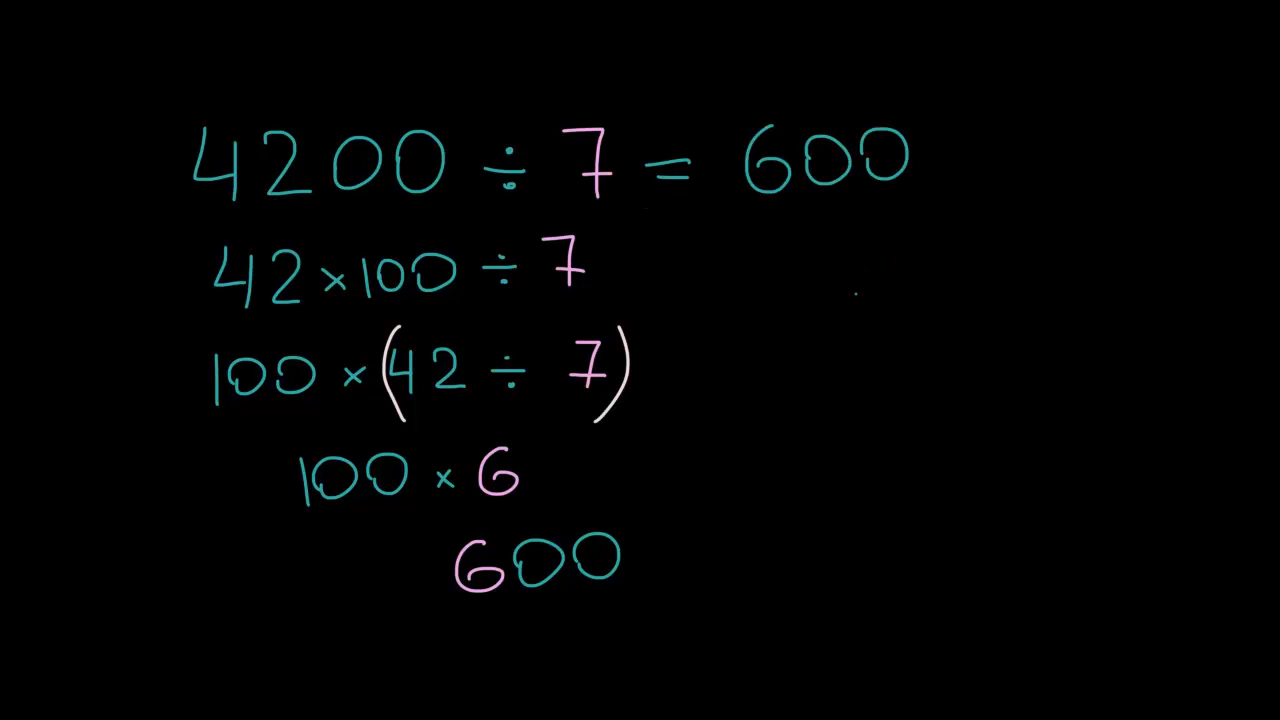 4200 ÷ 7 = 600
42 × 100 ÷ 7
100 × (42 ÷ 7)
100 × 6
600